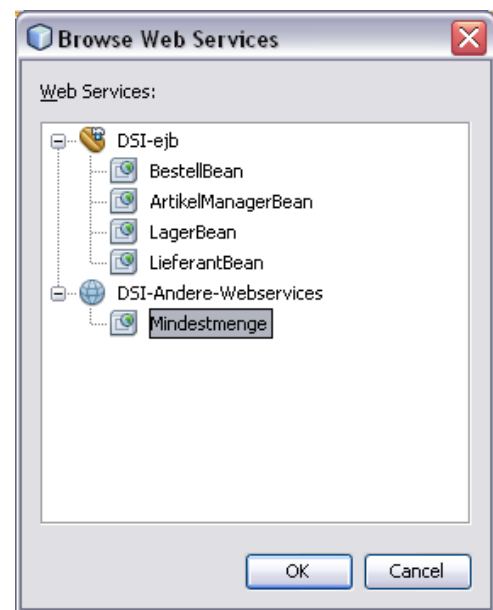 Browse Web Services
Web Services:
DSI-ejb
BestellBean
ArtikelManagerBean
LagerBean
LieferantBean
DSI-Andere-Webservices
Mindestmenge
OK Cancel